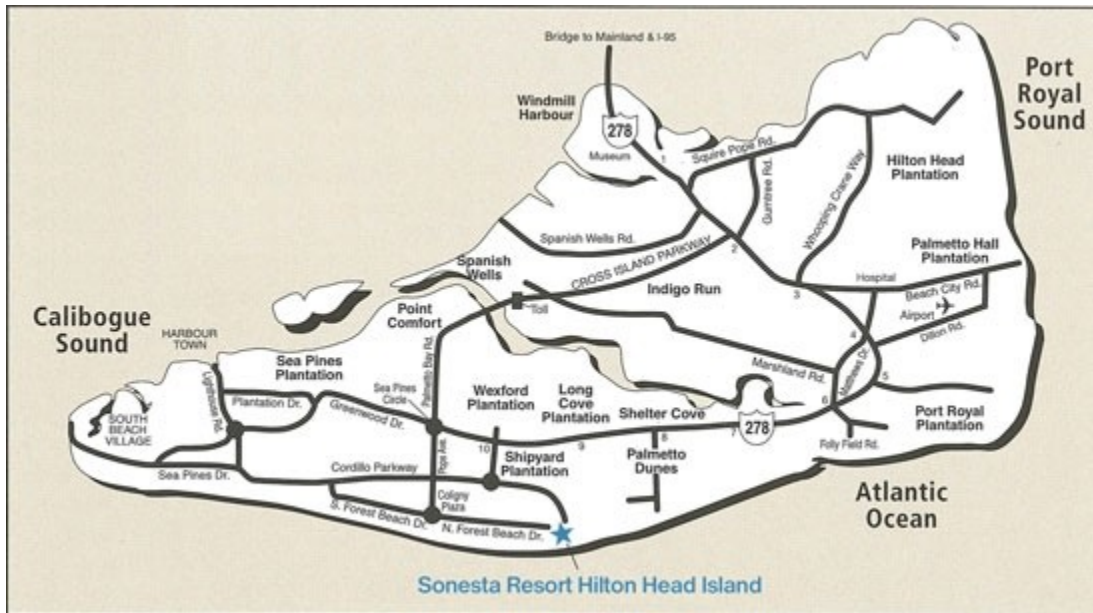 Bridge to Mainland & I-95
Port
Royal
Sound
Windmill
Harbour
278
Museum
1
Squire Pope Rd.
Gumtree Rd.
Whooping Crane Way
Hilton Head
Plantation
Spanish Wells Rd.
2
Palmetto Hall
Plantation
Spanish
Wells
CROSS ISLAND PARKWAY
Indigo Run
3
Hospital
Beach City Rd.
Airport
Dillon Rd.
Toll
Point
Comfort
Calibogue
Sound
HARBOUR
TOWN
4
Sea Pines
Plantation
Palmetto Bay Rd.
Marshland Rd.
Mathews Dr.
5
Lighthouse Rd.
Plantation Dr.
Sea Pines
Circle
Greenwood Dr.
Wexford
Plantation
Long
Cove
Plantation
Shelter Cove
6
SOUTH
BEACH
VILLAGE
7
278
Port Royal
Plantation
Folly Field Rd.
8
9
10
Pope Ave.
Shipyard
Plantation
Palmetto
Dunes
Sea Pines Dr.
Cordillo Parkway
Coligny
Plaza
S. Forest Beach Dr.
N. Forest Beach Dr.
Atlantic
Ocean
Sonesta Resort Hilton Head Island